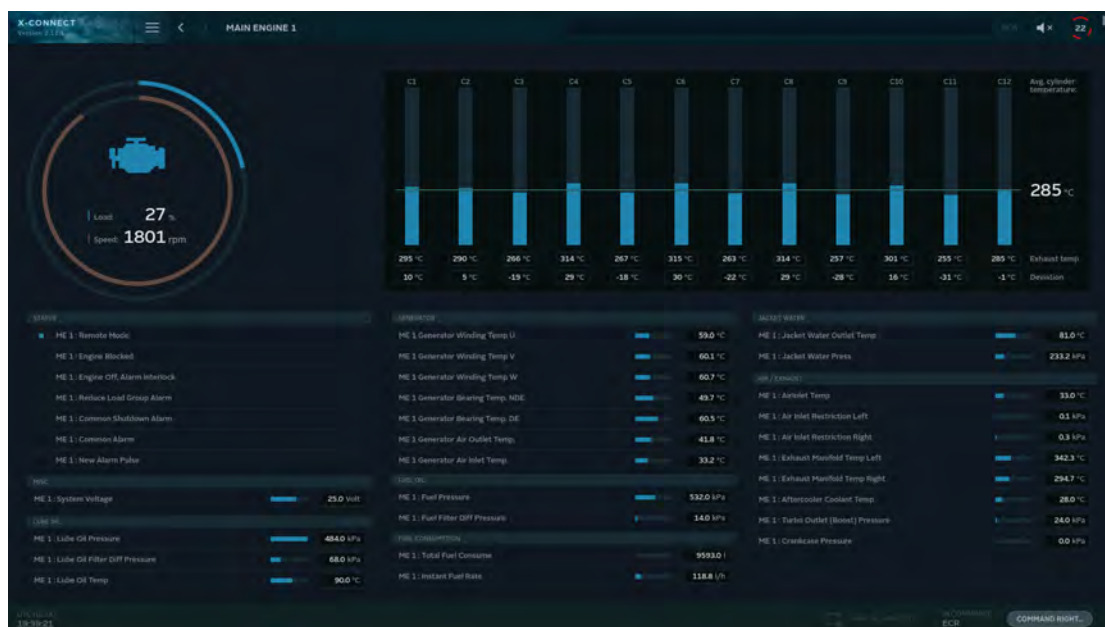 X-CONNECT
MAIN ENGINE 1
22
Load: 27 %
Speed: 1801 rpm
C1 C2 C3 C4 C5 C6 C7 C8 C9 C10 C11 C12 Avg. cylinder
temperature:
285 °C
295 °C 290 °C 266 °C 314 °C 267 °C 315 °C 263 °C 314 °C 257 °C 301 °C 255 °C 285 °C Exhaust temp
10 °C 5 °C -19 °C 29 °C -18 °C 30 °C -22 °C 29 °C -28 °C 16 °C -31 °C -1 °C Deviation
STATUS
ME 1: Remote Mode
ME 1: Engine Blocked
ME 1: Engine Off, Alarm Interlock
ME 1: Reduce Load Group Alarm
ME 1: Common Shutdown Alarm
ME 1: Common Alarm
ME 1: New Alarm Pulse
MISC
ME 1: System Voltage 25.0 Volt
LUBE OIL
ME 1: Lube Oil Pressure 484.0 kPa
ME 1: Lube Oil Filter Diff Pressure 68.0 kPa
ME 1: Lube Oil Temp 90.0 °C
GENERATOR
ME 1 Generator Winding Temp U 59.0 °C
ME 1 Generator Winding Temp V 60.1 °C
ME 1 Generator Winding Temp W 60.7 °C
ME 1 Generator Bearing Temp. NDE 49.7 °C
ME 1 Generator Bearing Temp. DE 60.5 °C
ME 1 Generator Air Outlet Temp. 41.8 °C
ME 1 Generator Air Inlet Temp. 33.2 °C
FUEL OIL
ME 1: Fuel Pressure 532.0 kPa
ME 1: Fuel Filter Diff Pressure 14.0 kPa
FUEL CONSUMPTION
ME 1: Total Fuel Consume 9593.0 l
ME 1: Instant Fuel Rate 118.8 l/h
JACKET WATER
ME 1: Jacket Water Outlet Temp 81.0 °C
ME 1: Jacket Water Press 233.2 kPa
AIR / EXHAUST
ME 1: Airinlet Temp 33.0 °C
ME 1: Air Inlet Restriction Left 0.1 kPa
ME 1: Air Inlet Restriction Right 0.3 kPa
ME 1: Exhaust Manifold Temp Left 342.3 °C
ME 1: Exhaust Manifold Temp Right 294.7 °C
ME 1: Aftercooler Coolant Temp 28.0 °C
ME 1: Turbo Outlet (Boost) Pressure 24.0 kPa
ME 1: Crankcase Pressure 0.0 kPa
19:59:21
IN COMMAND
ECR
COMMAND RIGHT...